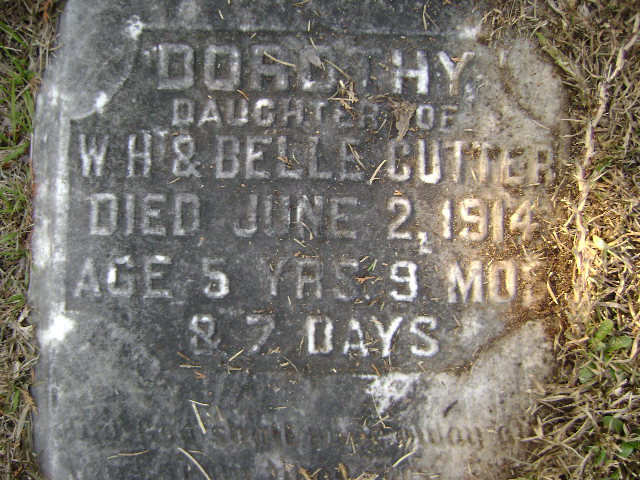 DOROTHY,
DAUGHTER OF
W. H. & BELLE CUTTER
DIED, JUNE 2, 1914
AGE 5 YRS. 9 MOS
& 7 DAYS